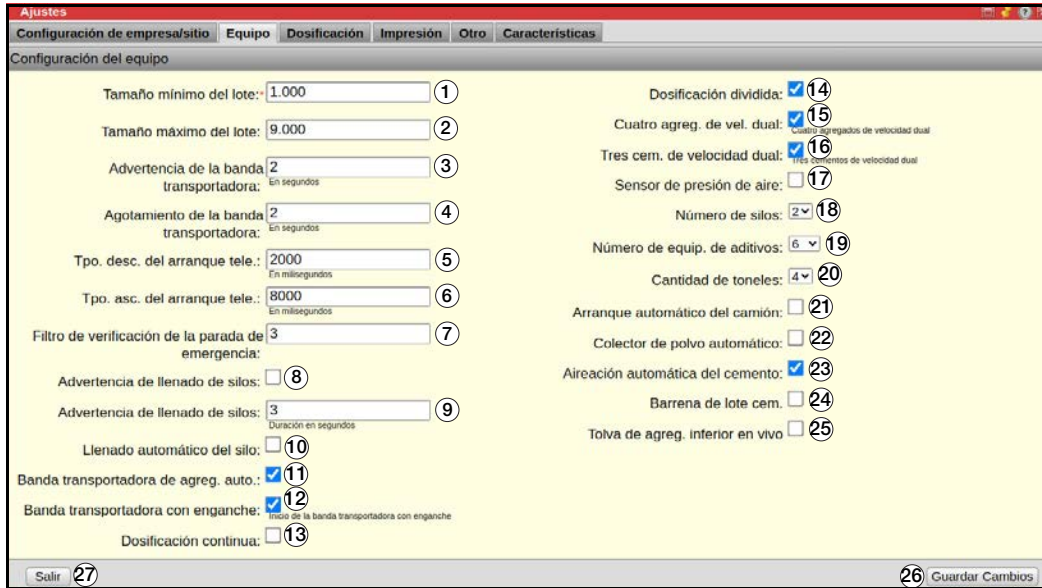 Ajustes
Configuración de empresa/sitio Equipo Dosificación Impresión Otro Características
Configuración del equipo
Tamaño mínimo del lote:* 1.000 1
Tamaño máximo del lote: 9.000 2
Advertencia de la banda transportadora: 2 3
En segundos
Agotamiento de la banda transportadora: 2 4
En segundos
Tpo. desc. del arranque tele.: 2000 5
En milisegundos
Tpo. asc. del arranque tele.: 8000 6
En milisegundos
Filtro de verificación de la parada de emergencia: 3 7
Advertencia de llenado de silos: 8
Advertencia de llenado de silos: 3 9
Duración en segundos
Llenado automático del silo: 10
Banda transportadora de agreg. auto.: 11
Banda transportadora con enganche: 12
Inicio de la banda transportadora con enganche
Dosificación continua: 13
Dosificación dividida: 14
Cuatro agreg. de vel. dual: 15
Cuatro agregados de velocidad dual
Tres cem. de velocidad dual: 16
Tres cementos de velocidad dual
Sensor de presión de aire: 17
Número de silos: 2 18
Número de equip. de aditivos: 6 19
Cantidad de toneles: 4 20
Arranque automático del camión: 21
Colector de polvo automático: 22
Aireación automática del cemento: 23
Barrena de lote cem. 24
Tolva de agreg. inferior en vivo 25
Salir 27
26 Guardar Cambios